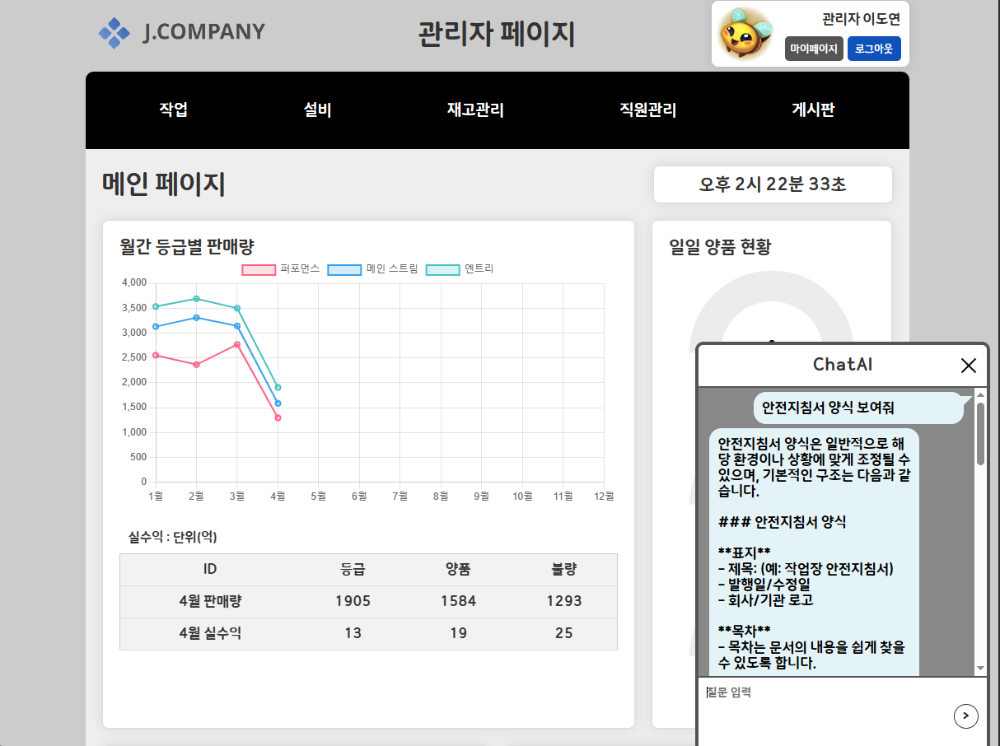 J.COMPANY
관리자 페이지
관리자 이도연
마이페이지 로그아웃
작업 설비 재고관리 직원관리 게시판
메인 페이지
오후 2시 22분 33초
월간 등급별 판매량
퍼포먼스 메인 스트림 엔트리
4,000
3,500
3,000
2,500
2,000
1,500
1,000
500
0
1월 2월 3월 4월 5월 6월 7월 8월 9월 10월 11월 12월
실수익 : 단위(억)
ID 등급 양품 불량
4월 판매량 1905 1584 1293
4월 실수익 13 19 25
일일 양품 현황
ChatAI
안전지침서 양식 보여줘
안전지침서 양식은 일반적으로 해
당 환경이나 상황에 맞게 조정될 수
있으며, 기본적인 구조는 다음과 같
습니다.
### 안전지침서 양식
**표지**
- 제목: (예: 작업장 안전지침서)
- 발행일/수정일
- 회사/기관 로고
**목차**
- 목차는 문서의 내용을 쉽게 찾을
수 있도록 합니다.
질문 입력
>